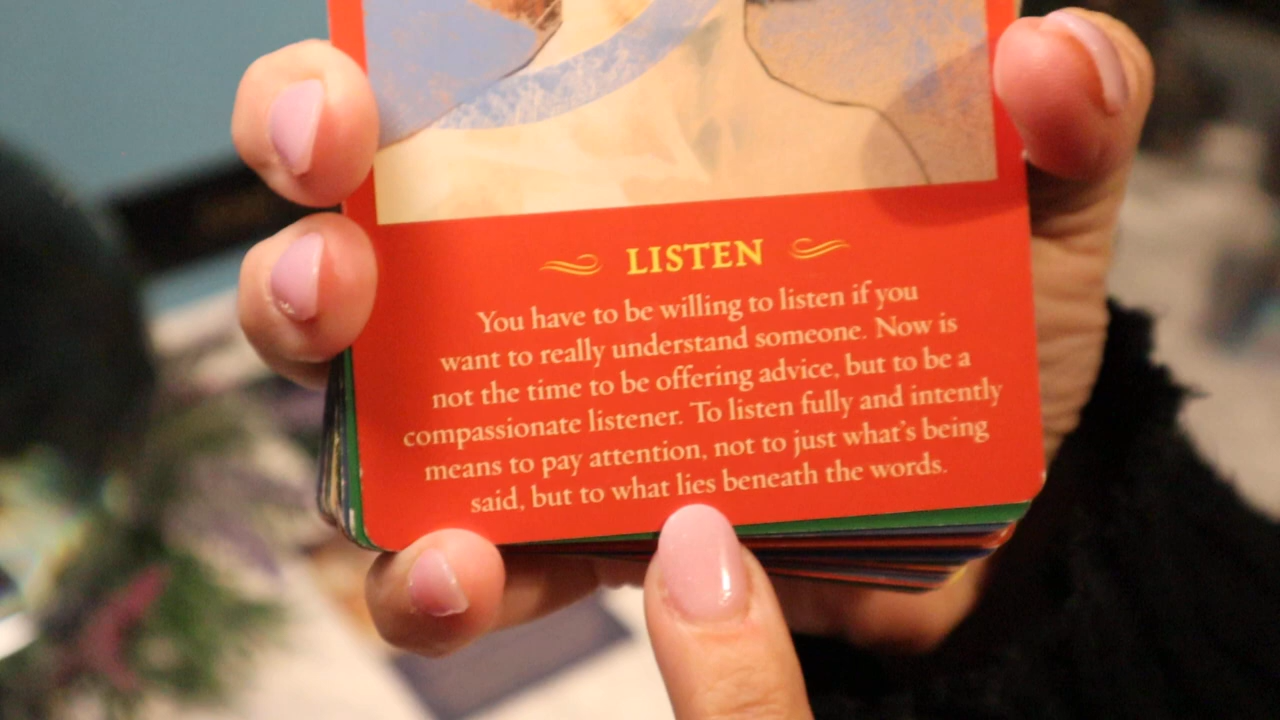 LISTEN
You have to be willing to listen if you
want to really understand someone. Now is
not the time to be offering advice, but to be a
compassionate listener. To listen fully and intently
means to pay attention, not to just what's being
said, but to what lies beneath the words.